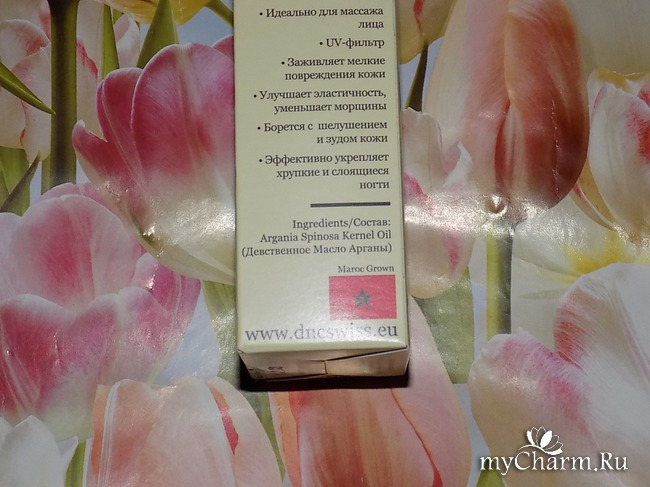 • Идеально для массажа
лица
• UV-фильтр
• Заживляет мелкие
повреждения кожи
• Улучшает эластичность,
уменьшает морщины
• Борется с шелушением
и зудом кожи
• Эффективно укрепляет
хрупкие и слоящиеся
ногти
Ingredients/Состав:
Argania Spinosa Kernel Oil
(Девственное Масло Арганы)
Maroc Grown
www.dncswiss.eu
myCharm.Ru